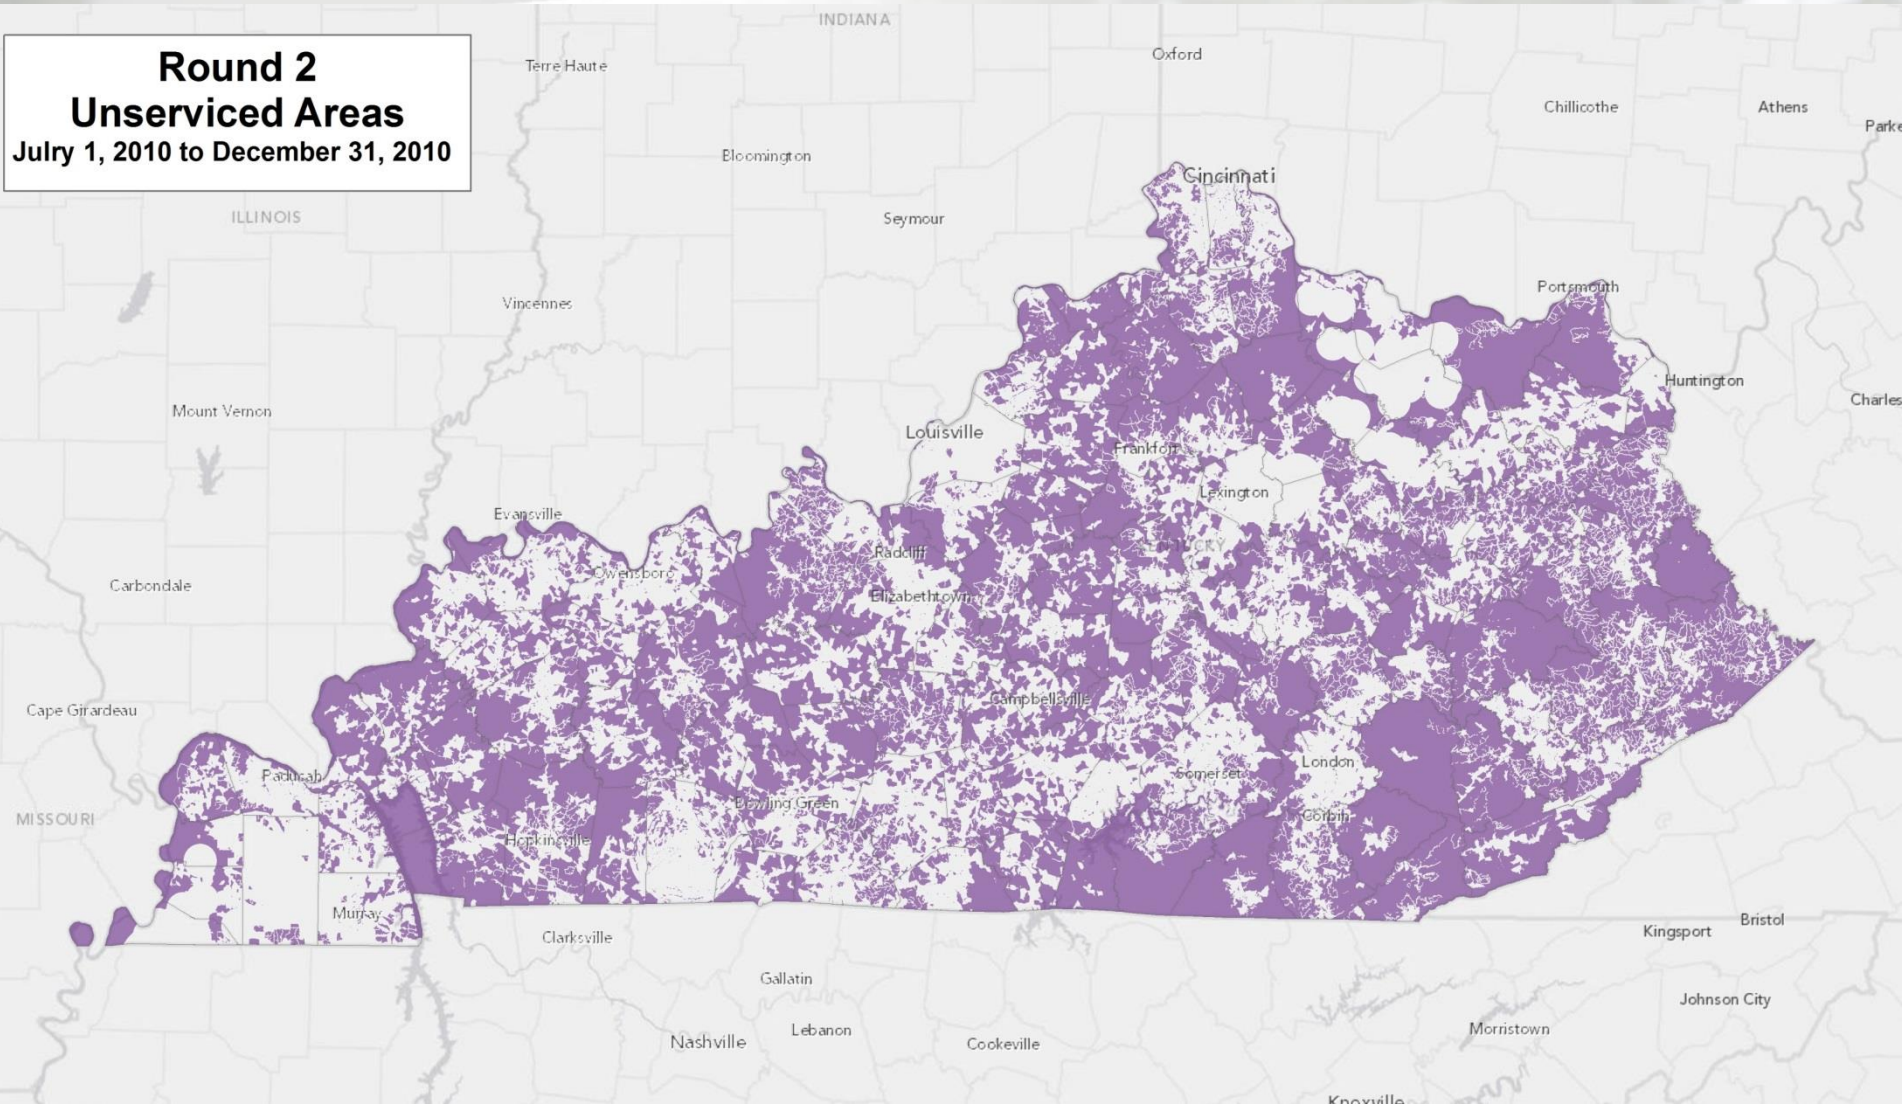 Round 2
Unserviced Areas
Julry 1, 2010 to December 31, 2010
INDIANA
Oxford
Terre Haute
Chillicothe
Athens
Parke
Bloomington
Cincinnati
ILLINOIS
Seymour
Portsmouth
Vincennes
Huntington
Mount Vernon
Charles
Louisville
Frankfort
Lexington
Evansville
KENTUCKY
Radcliff
Owensboro
Carbondale
Elizabethtown
Campbellsville
Cape Girardeau
London
Paducah
Somerset
Bowling Green
MISSOURI
Corbin
Hopkinsville
Murray
Bristol
Kingsport
Clarksville
Gallatin
Johnson City
Lebanon
Morristown
Nashville
Cookeville
Knoxville